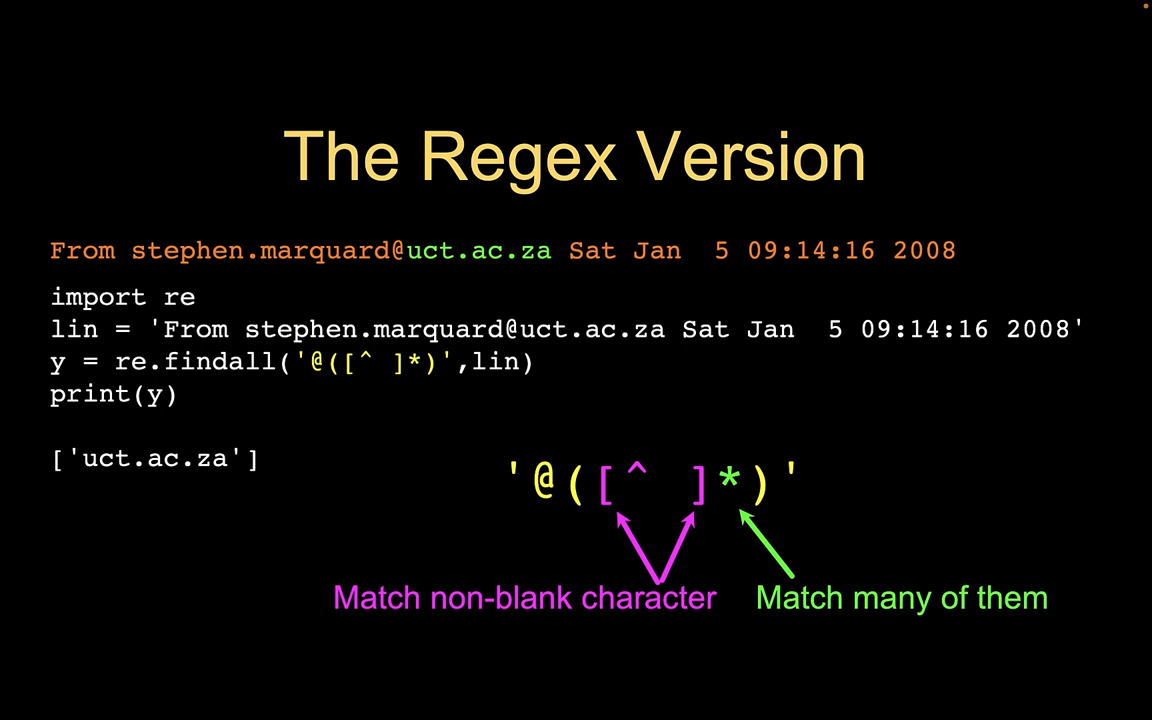 The Regex Version
From stephen.marquard@uct.ac.za Sat Jan  5 09:14:16 2008
import re
lin = 'From stephen.marquard@uct.ac.za Sat Jan  5 09:14:16 2008'
y = re.findall('@([^ ]*)',lin)
print(y)
['uct.ac.za']
'@([^ ]*)'
Match non-blank character
Match many of them